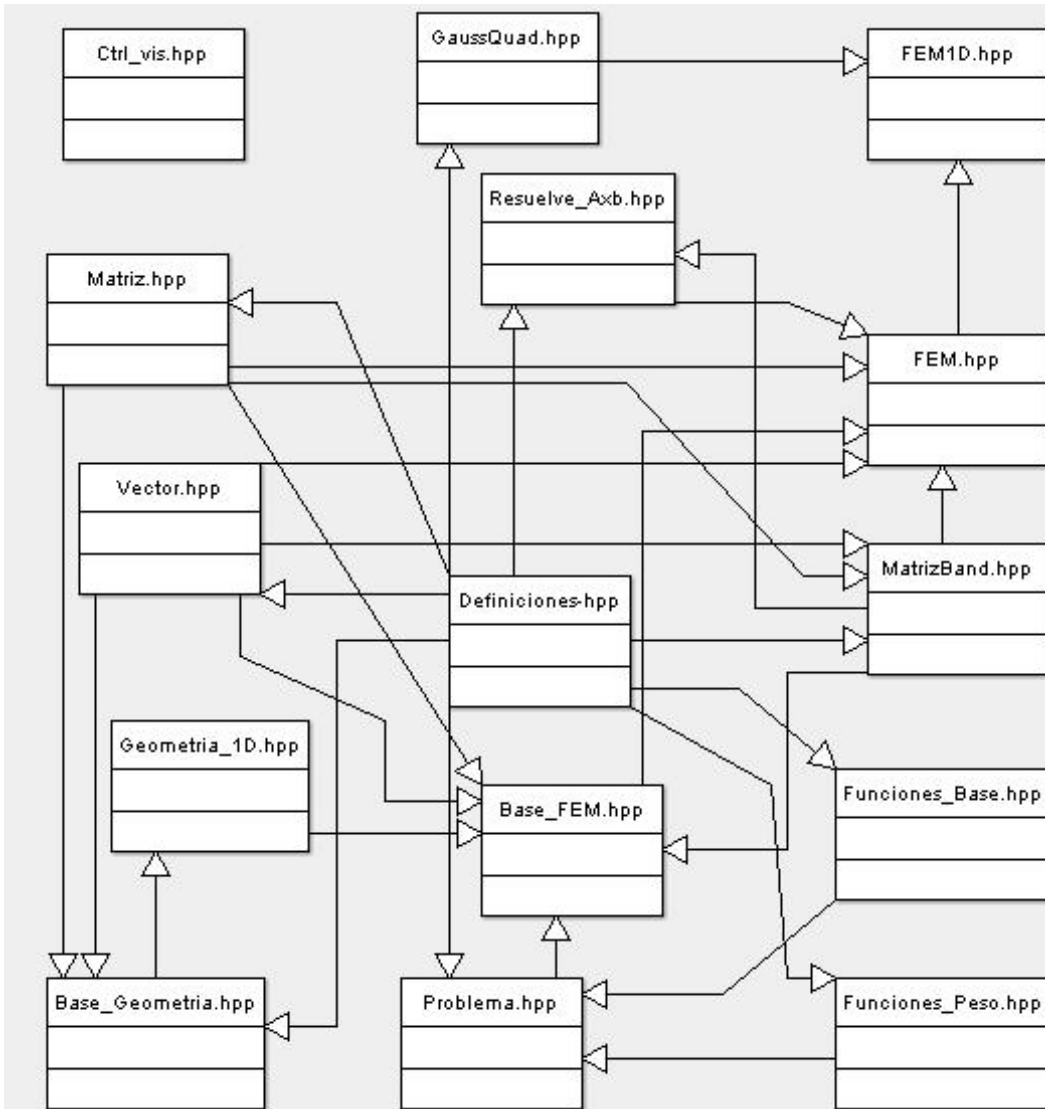 Ctrl_vis.hpp
GaussQuad.hpp
FEM1D.hpp
Resuelve_Axb.hpp
Matriz.hpp
FEM.hpp
Vector.hpp
MatrizBand.hpp
Definiciones-hpp
Geometria_1D.hpp
Base_FEM.hpp
Funciones_Base.hpp
Base_Geometria.hpp
Problema.hpp
Funciones_Peso.hpp